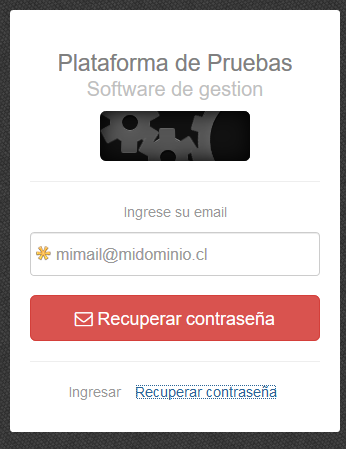 Plataforma de Pruebas
Software de gestion
Ingrese su email
mimail@midominio.cl
Recuperar contraseña
Ingresar Recuperar contraseña